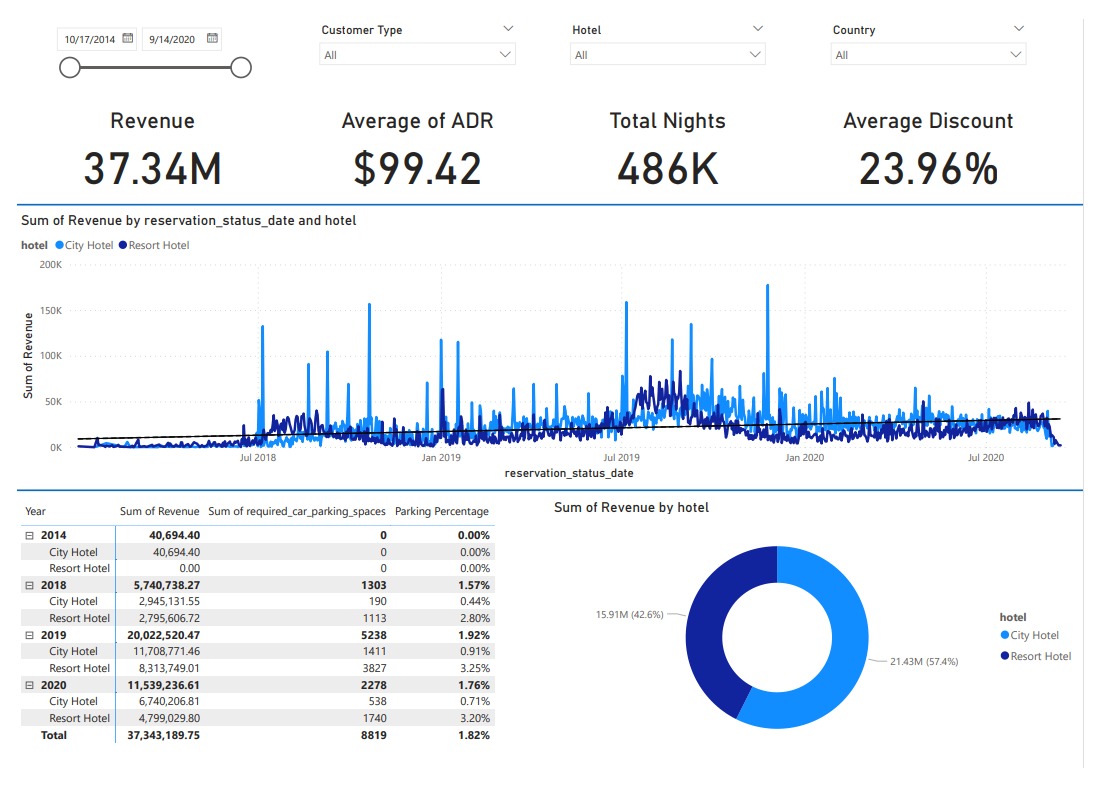 10/17/2014 9/14/2020
Customer Type Hotel Country
All All All
Revenue Average of ADR Total Nights Average Discount
37.34M $99.42 486K 23.96%
Sum of Revenue by reservation_status_date and hotel
hotel City Hotel Resort Hotel
200K
150K
100K
50K
0K
Sum of Revenue
Jul 2018 Jan 2019 Jul 2019 Jan 2020 Jul 2020
reservation_status_date
Year Sum of Revenue Sum of required_car_parking_spaces Parking Percentage
2014 40,694.40 0 0.00%
City Hotel 40,694.40 0 0.00%
Resort Hotel 0.00 0 0.00%
2018 5,740,738.27 1303 1.57%
City Hotel 2,945,131.55 190 0.44%
Resort Hotel 2,795,606.72 1113 2.80%
2019 20,022,520.47 5238 1.92%
City Hotel 11,708,771.46 1411 0.91%
Resort Hotel 8,313,749.01 3827 3.25%
2020 11,539,236.61 2278 1.76%
City Hotel 6,740,206.81 538 0.71%
Resort Hotel 4,799,029.80 1740 3.20%
Total 37,343,189.75 8819 1.82%
Sum of Revenue by hotel
15.91M (42.6%)
21.43M (57.4%)
hotel
City Hotel
Resort Hotel